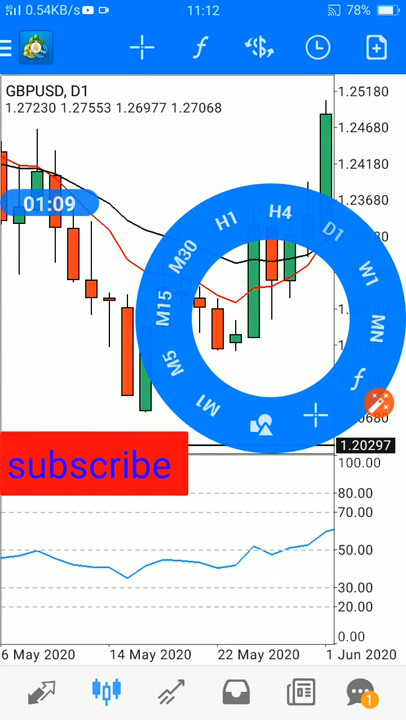 0.54KB/s 11:12 78%
GBPUSD, D1
1.27230 1.27553 1.26977 1.27068
1.25180
1.24680
1.24180
1.23680
01:09
M1 M5 M15 M30 H1 H4 D1 W1 MN
1.20297
subscribe
100.00
80.00
70.00
50.00
30.00
20.00
0.00
6 May 2020 14 May 2020 22 May 2020 1 Jun 2020
1